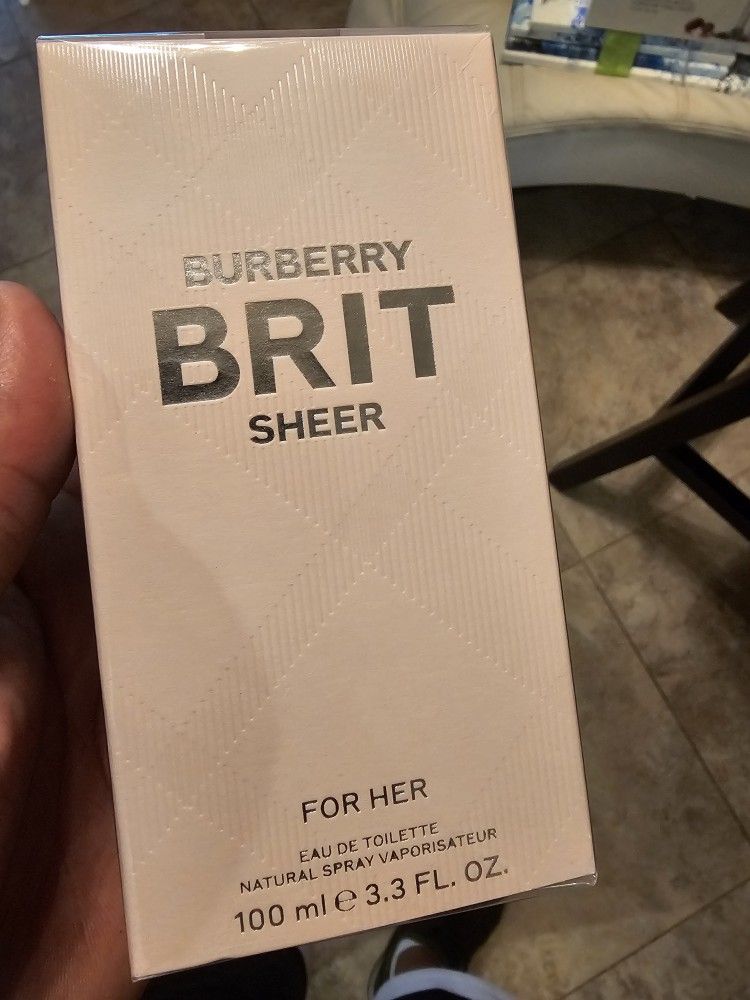 BURBERRY
BRIT
SHEER
FOR HER
EAU DE TOILETTE
NATURAL SPRAY VAPORISATEUR
100 ml ℮ 3.3 FL. OZ.